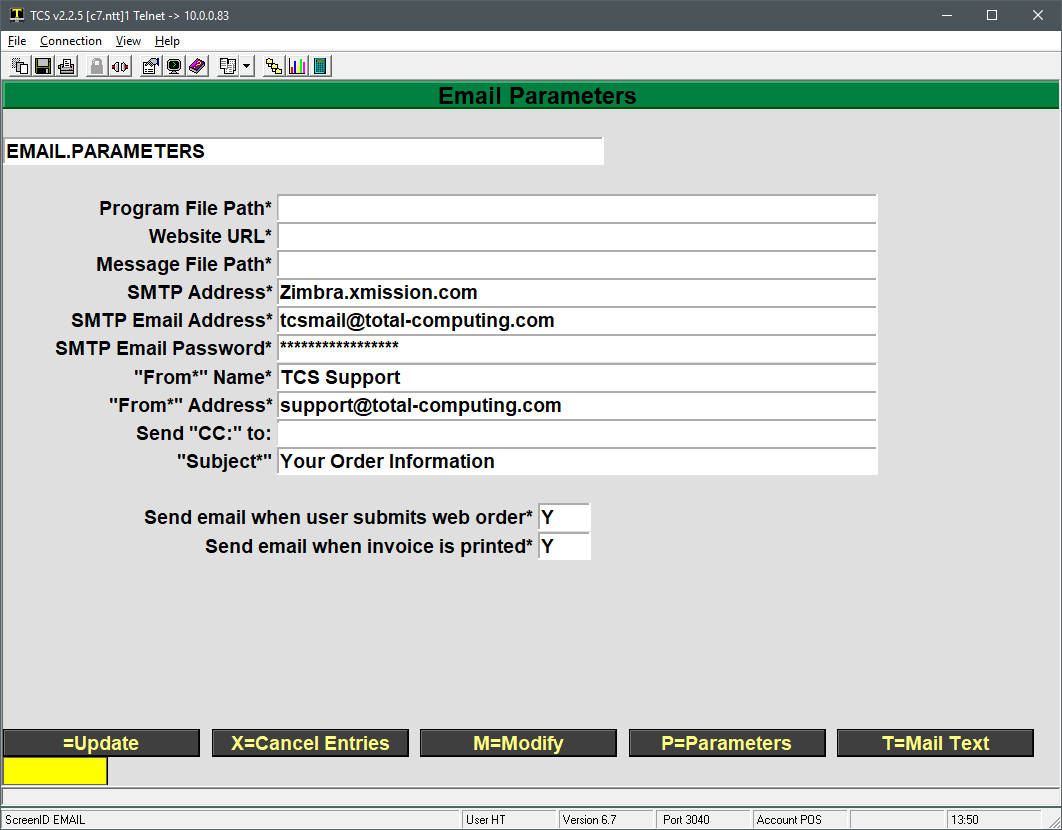 TCS v2.2.5 [c7.ntt]1 Telnet -> 10.0.0.83
File Connection View Help
Email Parameters
EMAIL.PARAMETERS
Program File Path*
Website URL*
Message File Path*
SMTP Address* Zimbra.xmission.com
SMTP Email Address* tcsmail@total-computing.com
SMTP Email Password* *****************
"From*" Name* TCS Support
"From*" Address* support@total-computing.com
Send "CC:" to:
"Subject*" Your Order Information
Send email when user submits web order* Y
Send email when invoice is printed* Y
=Update X=Cancel Entries M=Modify P=Parameters T=Mail Text
ScreenID EMAIL User HT Version 6.7 Port 3040 Account POS 13:50